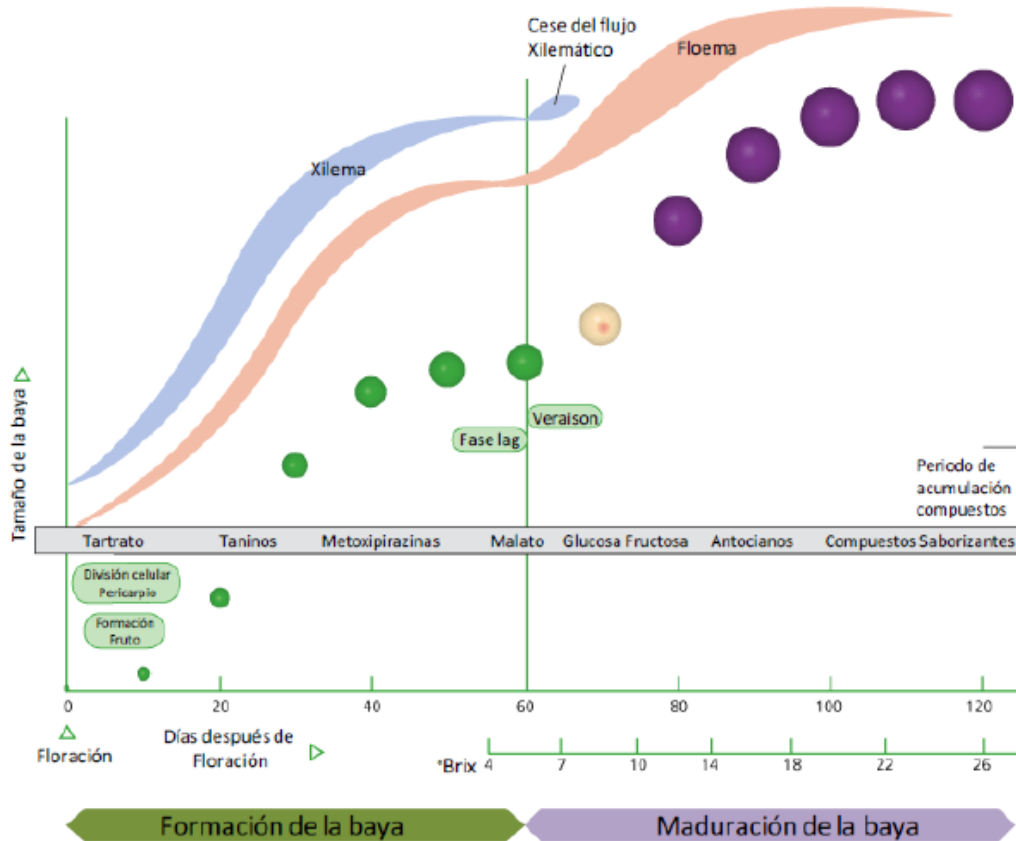 Cese del flujo
Xilemático
Floema
Xilema
Tamaño de la baya
Veraison
Fase lag
Periodo de
acumulación
compuestos
Tartrato Taninos Metoxipirazinas Malato Glucosa Fructosa Antocianos Compuestos Saborizantes
División celular
Pericarpio
Formación
Fruto
0 20 40 60 80 100 120
Floración
Días después de
Floración
°Brix 4 7 10 14 18 22 26
Formación de la baya
Maduración de la baya